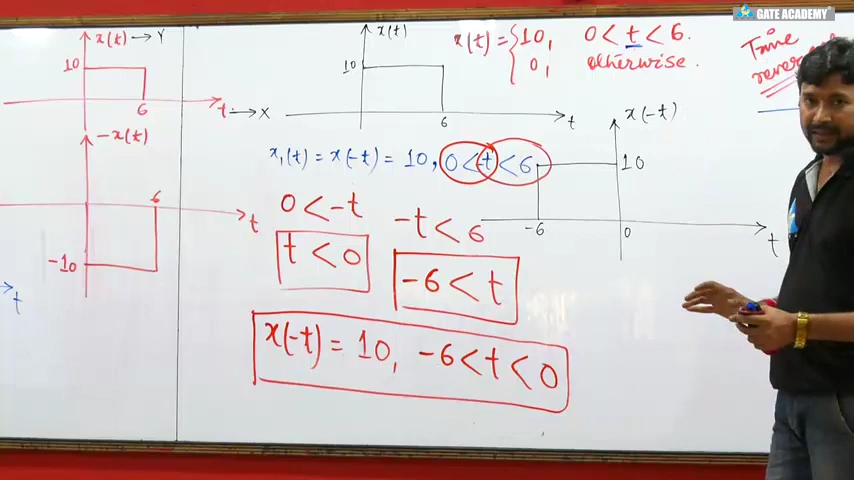 GATE ACADEMY
x(t) → Y
10
6
t → X
-x(t)
6
-10
t
t
x(t)
10
6
t
x(t) = { 10, 0 < t < 6.
0, otherwise.
Time
x₁(t) = x(-t) = 10, 0 < -t < 6
0 < -t
t < 0
-t < 6
-6 < t
x(-t) = 10, -6 < t < 0
x(-t)
10
-6
0
t